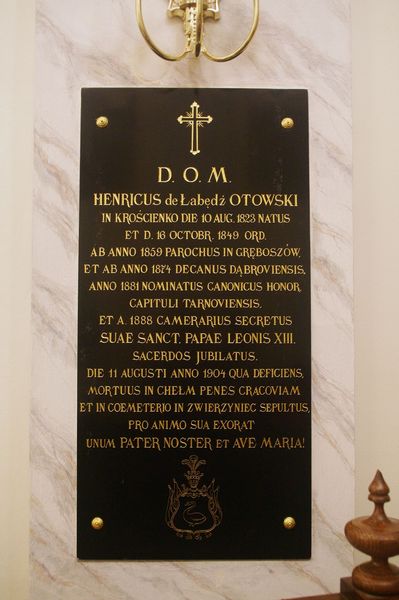 D. O. M.
HENRICUS de Łabędź OTOWSKI
IN KROŚCIENKO DIE 10 AUG. 1823 NATUS
ET D. 16 OCTOBR. 1849 ORD.
AB ANNO 1859 PAROCHUS IN GRĘBOSZÓW,
ET AB ANNO 1874 DECANUS DĄBROVIENSIS,
ANNO 1881 NOMINATUS CANONICUS HONOR.
CAPITULI TARNOVIENSIS,
ET A. 1888 CAMERARIUS SECRETUS
SUAE SANCT. PAPAE LEONIS XIII.
SACERDOS JUBILATUS.
DIE 11 AUGUSTI ANNO 1904 QUA DEFICIENS,
MORTUUS IN CHEŁM PENES CRACOVIAM
ET IN COEMETERIO IN ZWIERZYNIEC SEPULTUS,
PRO ANIMO SUA EXORAT
UNUM PATER NOSTER ET AVE MARIA!